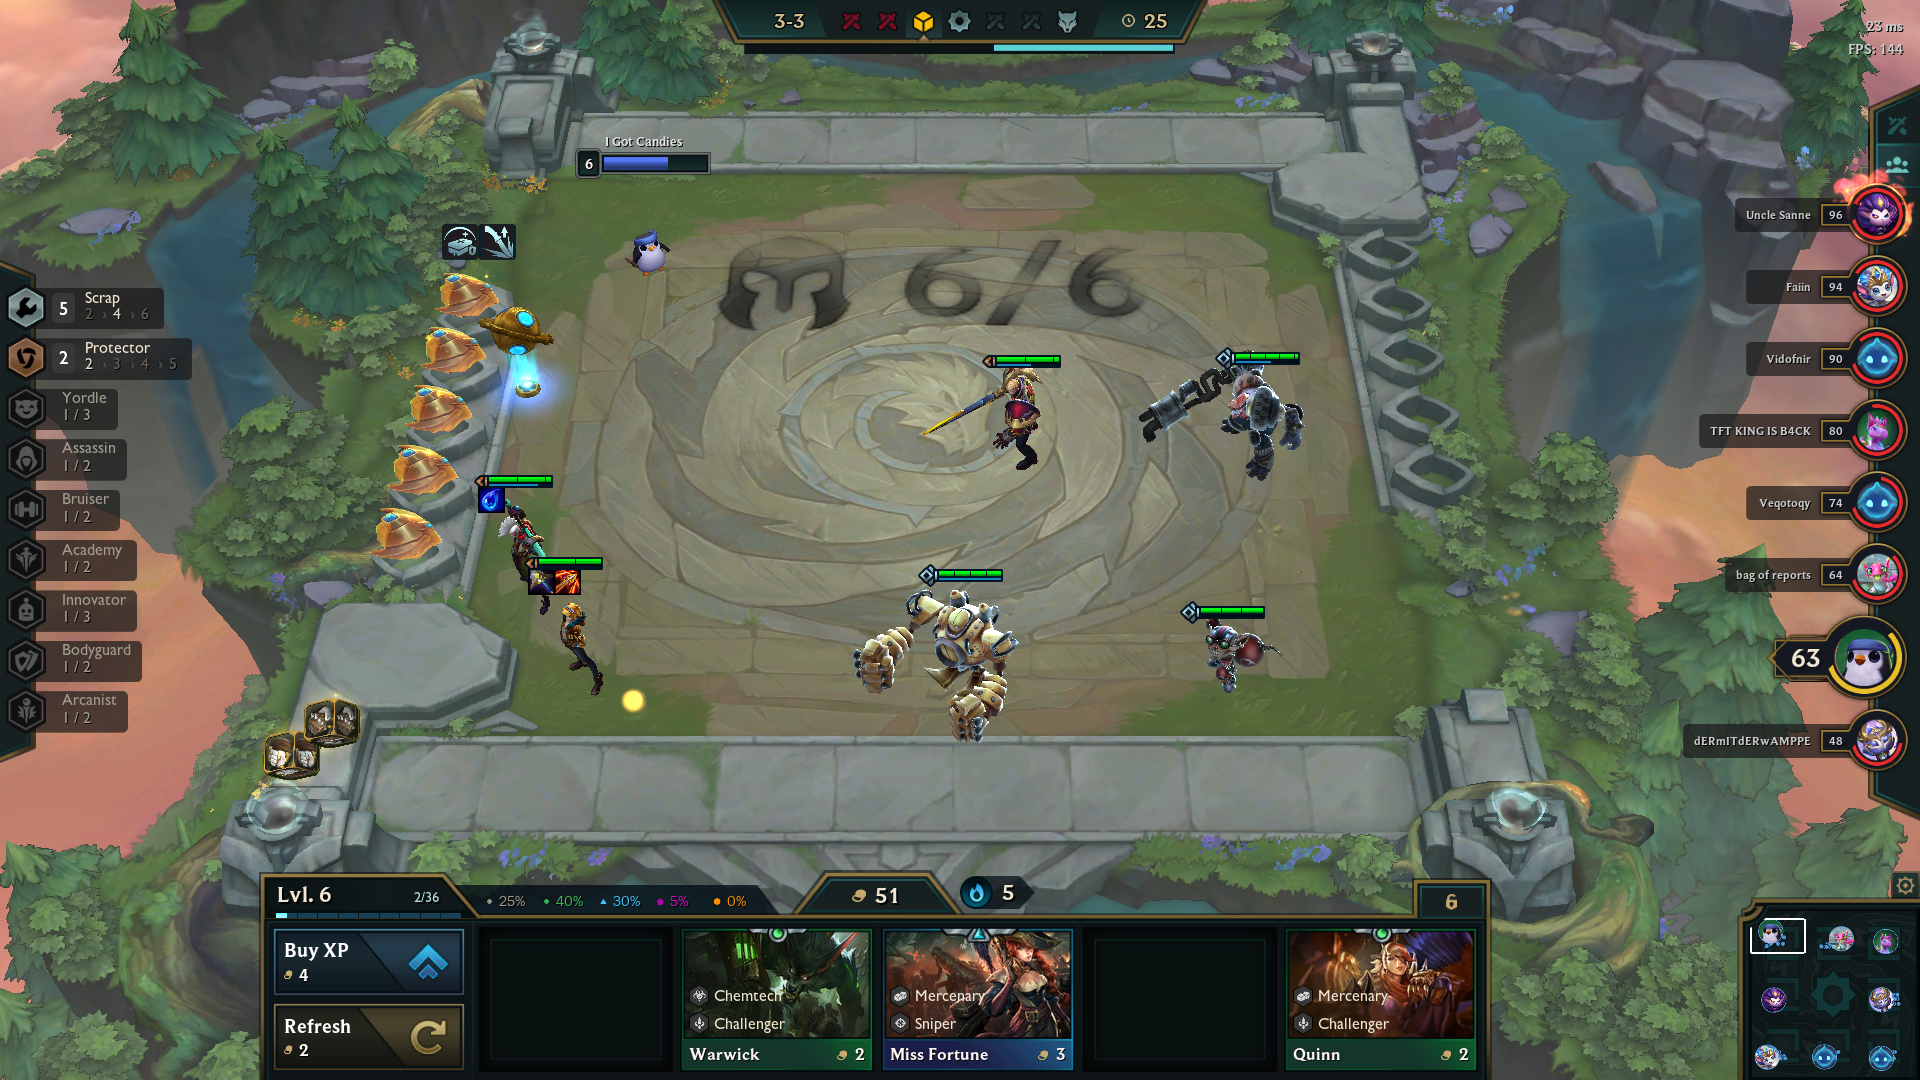 3-3
25
23 ms
FPS: 144
I Got Candies
6
6/6
Uncle Sanne 96
Faiin 94
Vidofnir 90
TFT KING IS B4CK 80
Veqotoqy 74
bag of reports 64
63
dERmITdERwAMPPE 48
5 Scrap
2 › 4 › 6
2 Protector
2 › 3 › 4 › 5
Yordle
1 / 3
Assassin
1 / 2
Bruiser
1 / 2
Academy
1 / 2
Innovator
1 / 3
Bodyguard
1 / 2
Arcanist
1 / 2
Lvl. 6 2/36
25% 40% 30% 5% 0%
51
5
6
Buy XP
4
Refresh
2
Chemtech
Challenger
Warwick 2
Mercenary
Sniper
Miss Fortune 3
Mercenary
Challenger
Quinn 2